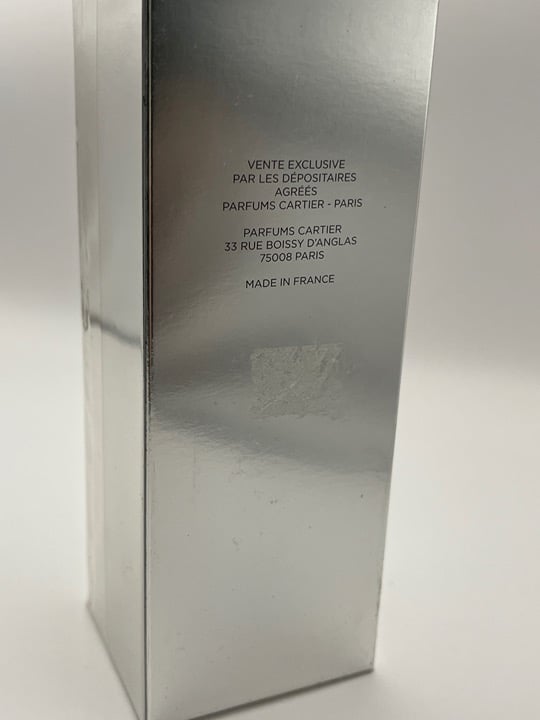 VENTE EXCLUSIVE
PAR LES DÉPOSITAIRES
AGRÉÉS
PARFUMS CARTIER - PARIS
PARFUMS CARTIER
33 RUE BOISSY D'ANGLAS
75008 PARIS
MADE IN FRANCE